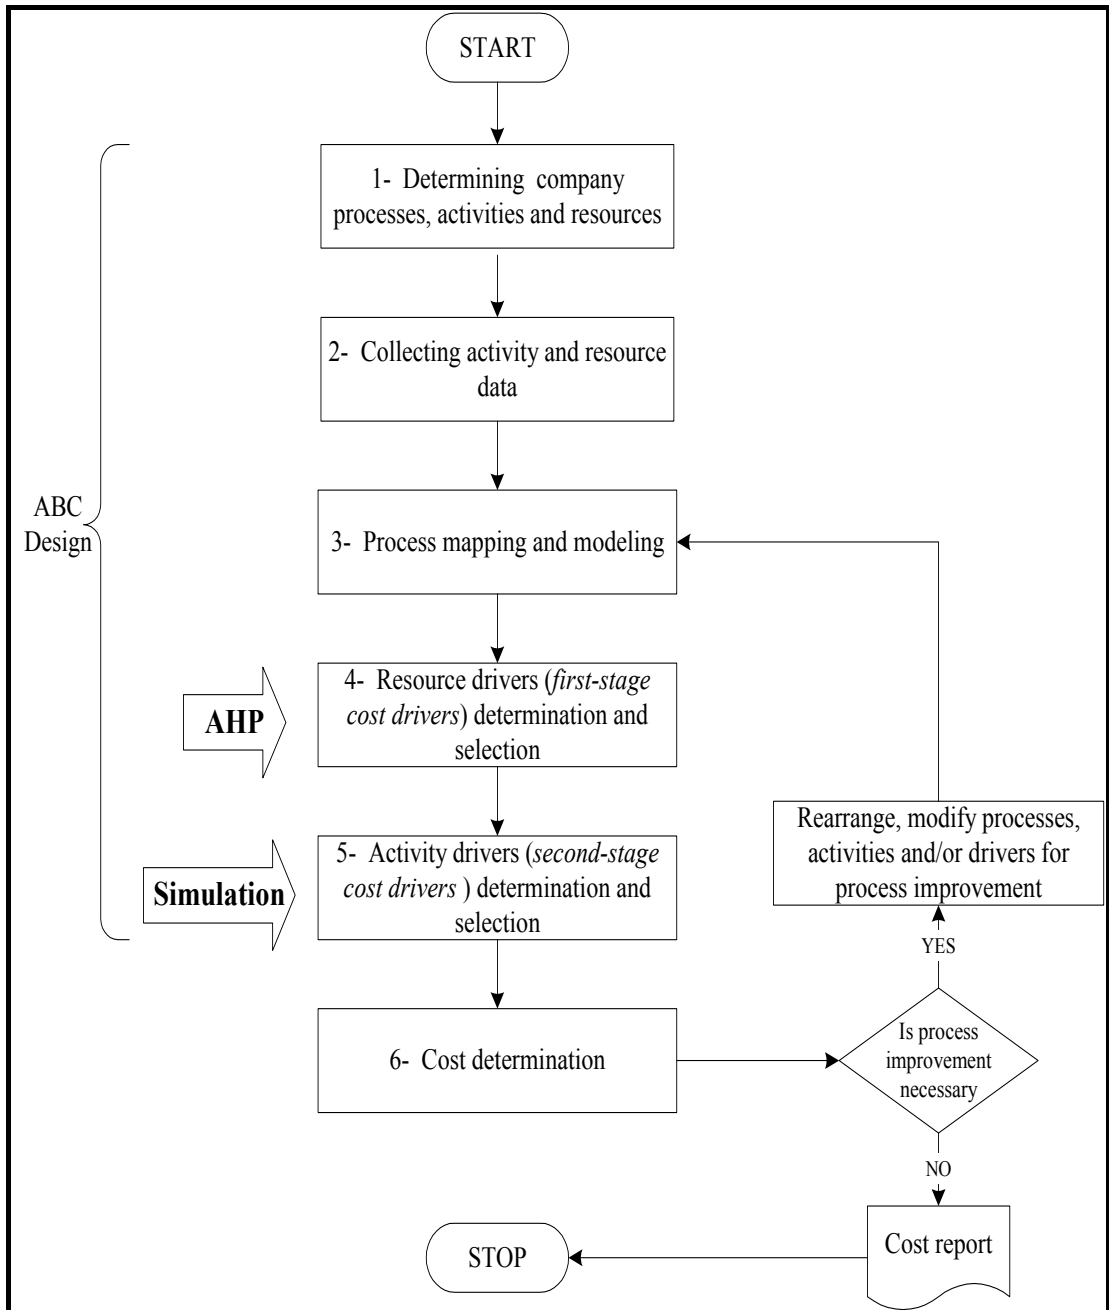 START
1- Determining company
processes, activities and resources
2- Collecting activity and resource
data
ABC
Design
3- Process mapping and modeling
AHP
4- Resource drivers (first-stage
cost drivers) determination and
selection
Simulation
5- Activity drivers (second-stage
cost drivers ) determination and
selection
Rearrange, modify processes,
activities and/or drivers for
process improvement
YES
6- Cost determination
Is process
improvement
necessary
NO
Cost report
STOP